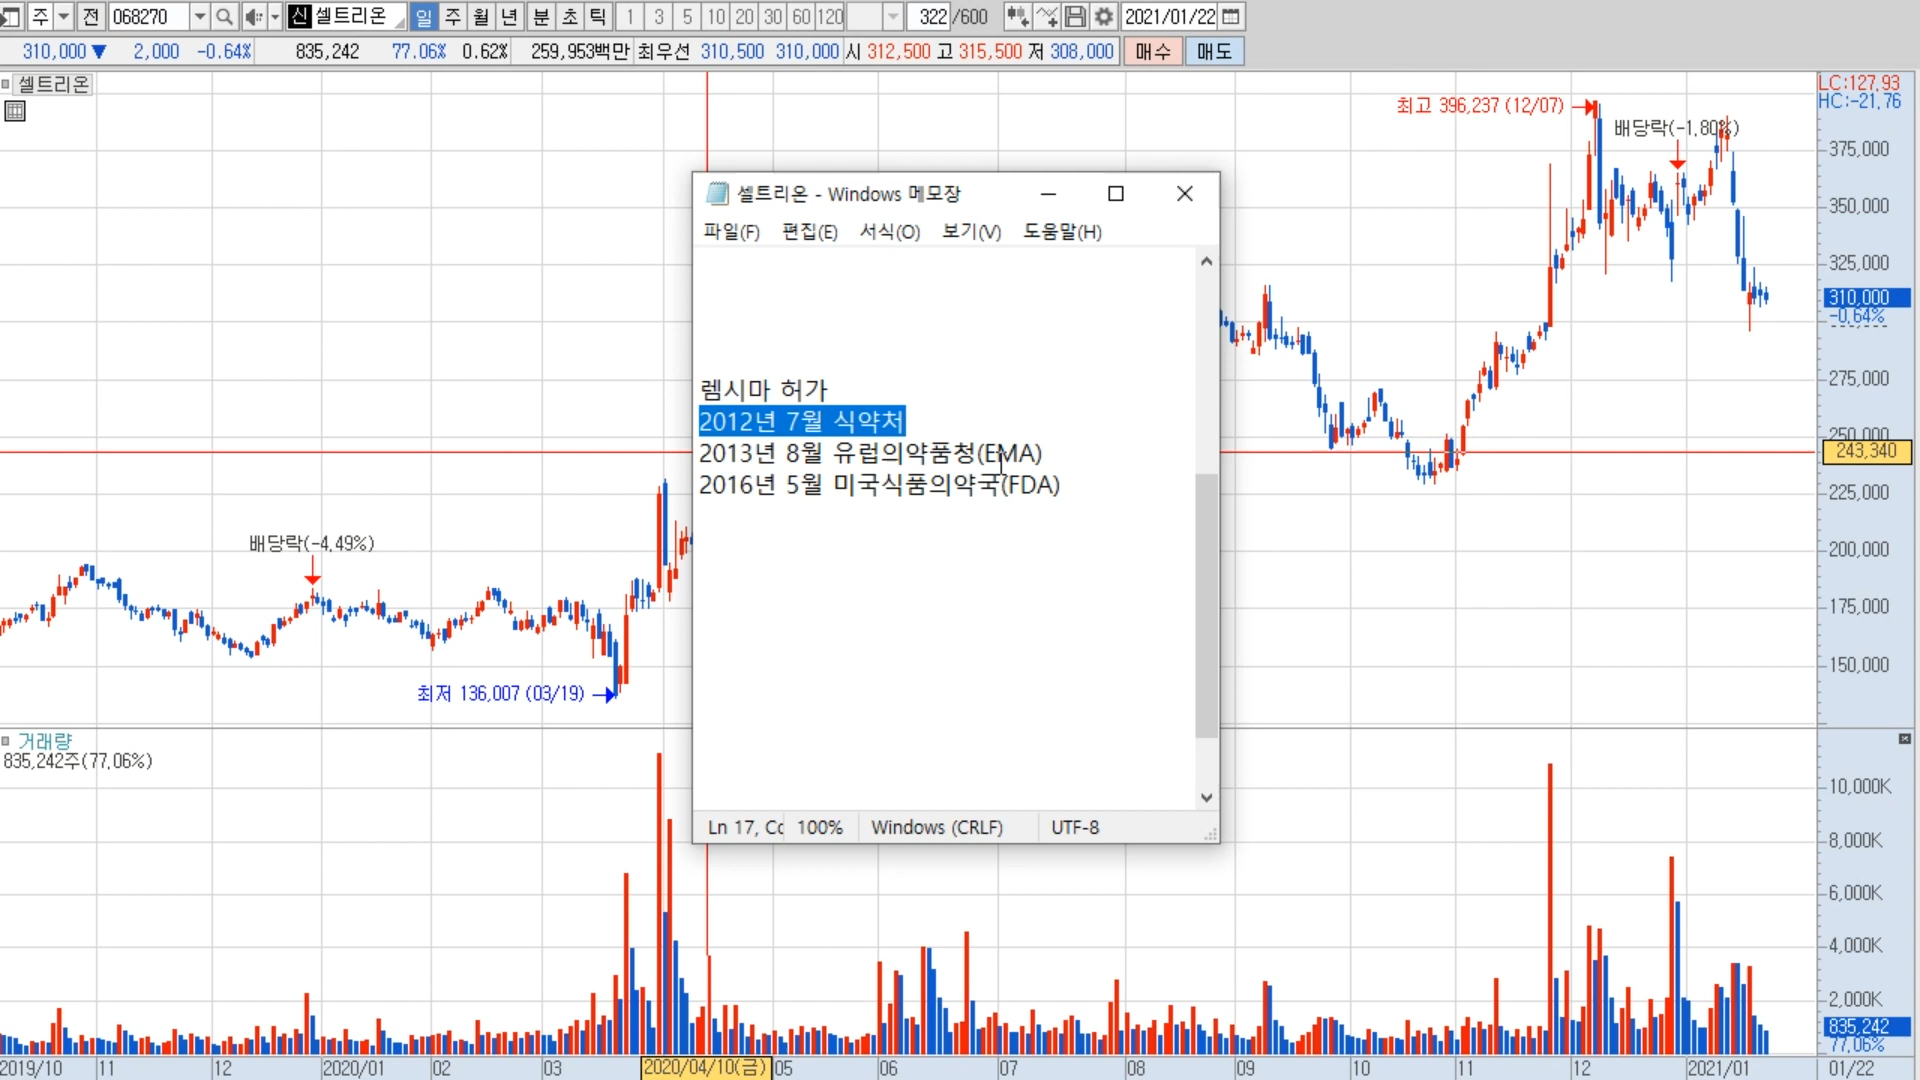 주 전 068270 신 셀트리온 일 주 월 년 분 초 틱 1 3 5 10 20 30 60 120 322 /600 2021/01/22
310,000 ▼ 2,000 -0.64% 835,242 77.06% 0.62% 259,953백만 최우선 310,500 310,000 시 312,500 고 315,500 저 308,000 매수 매도
셀트리온
LC:127.93
HC:-21.76
최고 396,237 (12/07)
배당락(-1.80%)
375,000
350,000
325,000
310,000
-0.64%
275,000
250,000
243,340
225,000
200,000
175,000
150,000
배당락(-4.49%)
최저 136,007 (03/19)
셀트리온 - Windows 메모장
파일(F) 편집(E) 서식(O) 보기(V) 도움말(H)
렘시마 허가
2012년 7월 식약처
2013년 8월 유럽의약품청(EMA)
2016년 5월 미국식품의약국(FDA)
Ln 17, Cc 100% Windows (CRLF) UTF-8
거래량
835,242주(77.06%)
10,000K
8,000K
6,000K
4,000K
2,000K
835,242
77.06%
2019/10 11 12 2020/01 02 03 2020/04/10(금) 05 06 07 08 09 10 11 12 2021/01 01/22